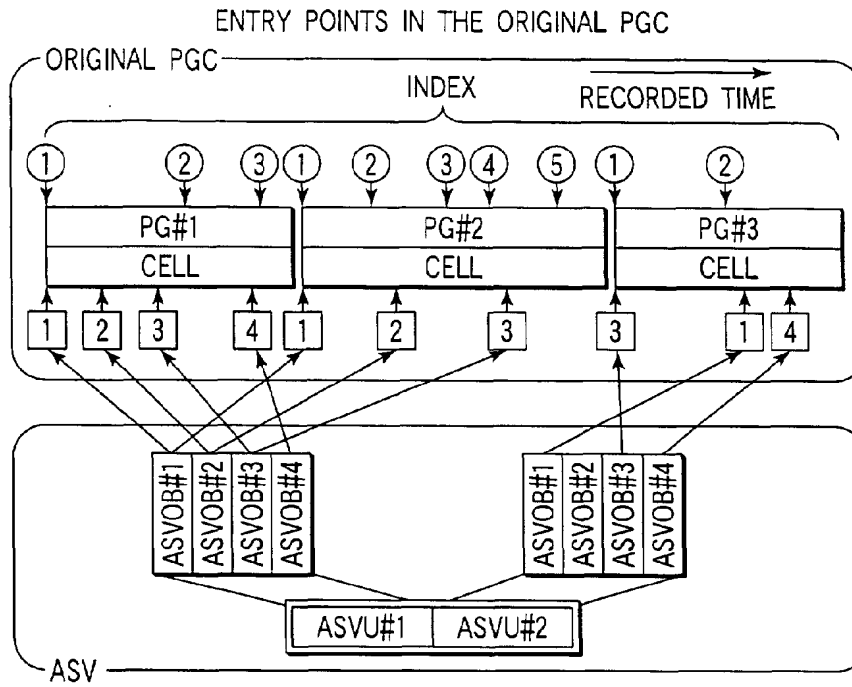 ENTRY POINTS IN THE ORIGINAL PGC
ORIGINAL PGC
INDEX
RECORDED TIME
1 2 3 1 2 3 4 5 1 2
PG#1 PG#2 PG#3
CELL CELL CELL
1 2 3 4 1 2 3 3 1 4
ASVOB#1 ASVOB#2 ASVOB#3 ASVOB#4
ASVOB#1 ASVOB#2 ASVOB#3 ASVOB#4
ASVU#1 ASVU#2
ASV